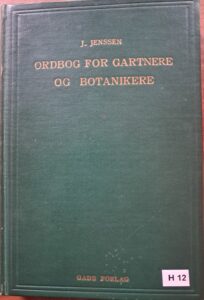 J. JENSSEN
ORDBOG FOR GARTNERE
OG BOTANIKERE
GADS FORLAG
H 12